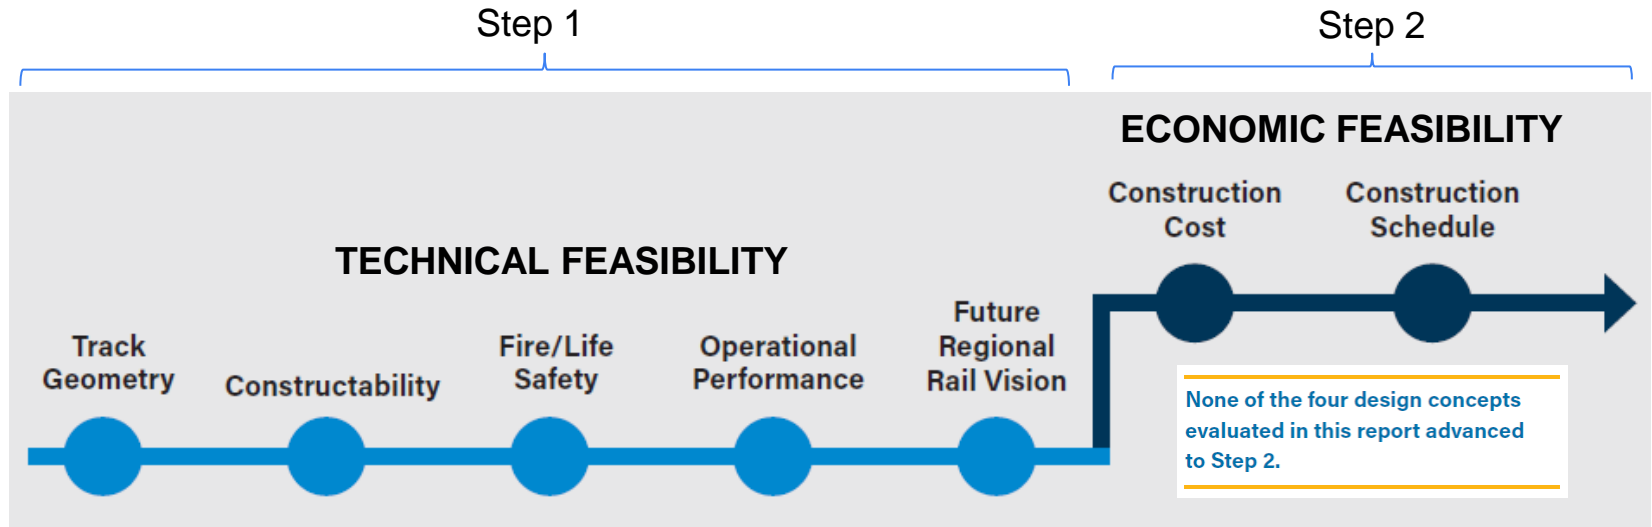 Step 1
Step 2
ECONOMIC FEASIBILITY
Construction
Cost
Construction
Schedule
TECHNICAL FEASIBILITY
Track
Geometry
Constructability
Fire/Life
Safety
Operational
Performance
Future
Regional
Rail Vision
None of the four design concepts
evaluated in this report advanced
to Step 2.